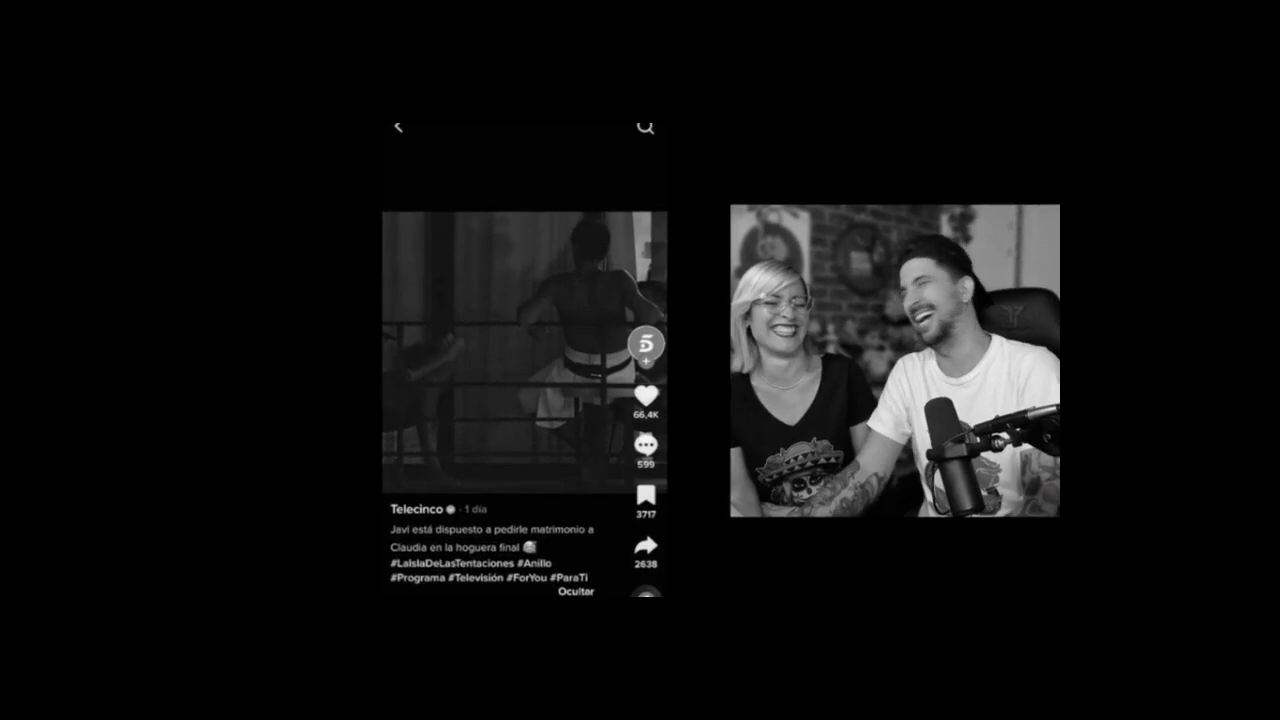 66,4K
599
3717
2638
Telecinco · 1 día
Javi está dispuesto a pedirle matrimonio a
Claudia en la hoguera final 🥰
#LaIslaDeLasTentaciones #Anillo
#Programa #Televisión #ForYou #ParaTi
Ocultar